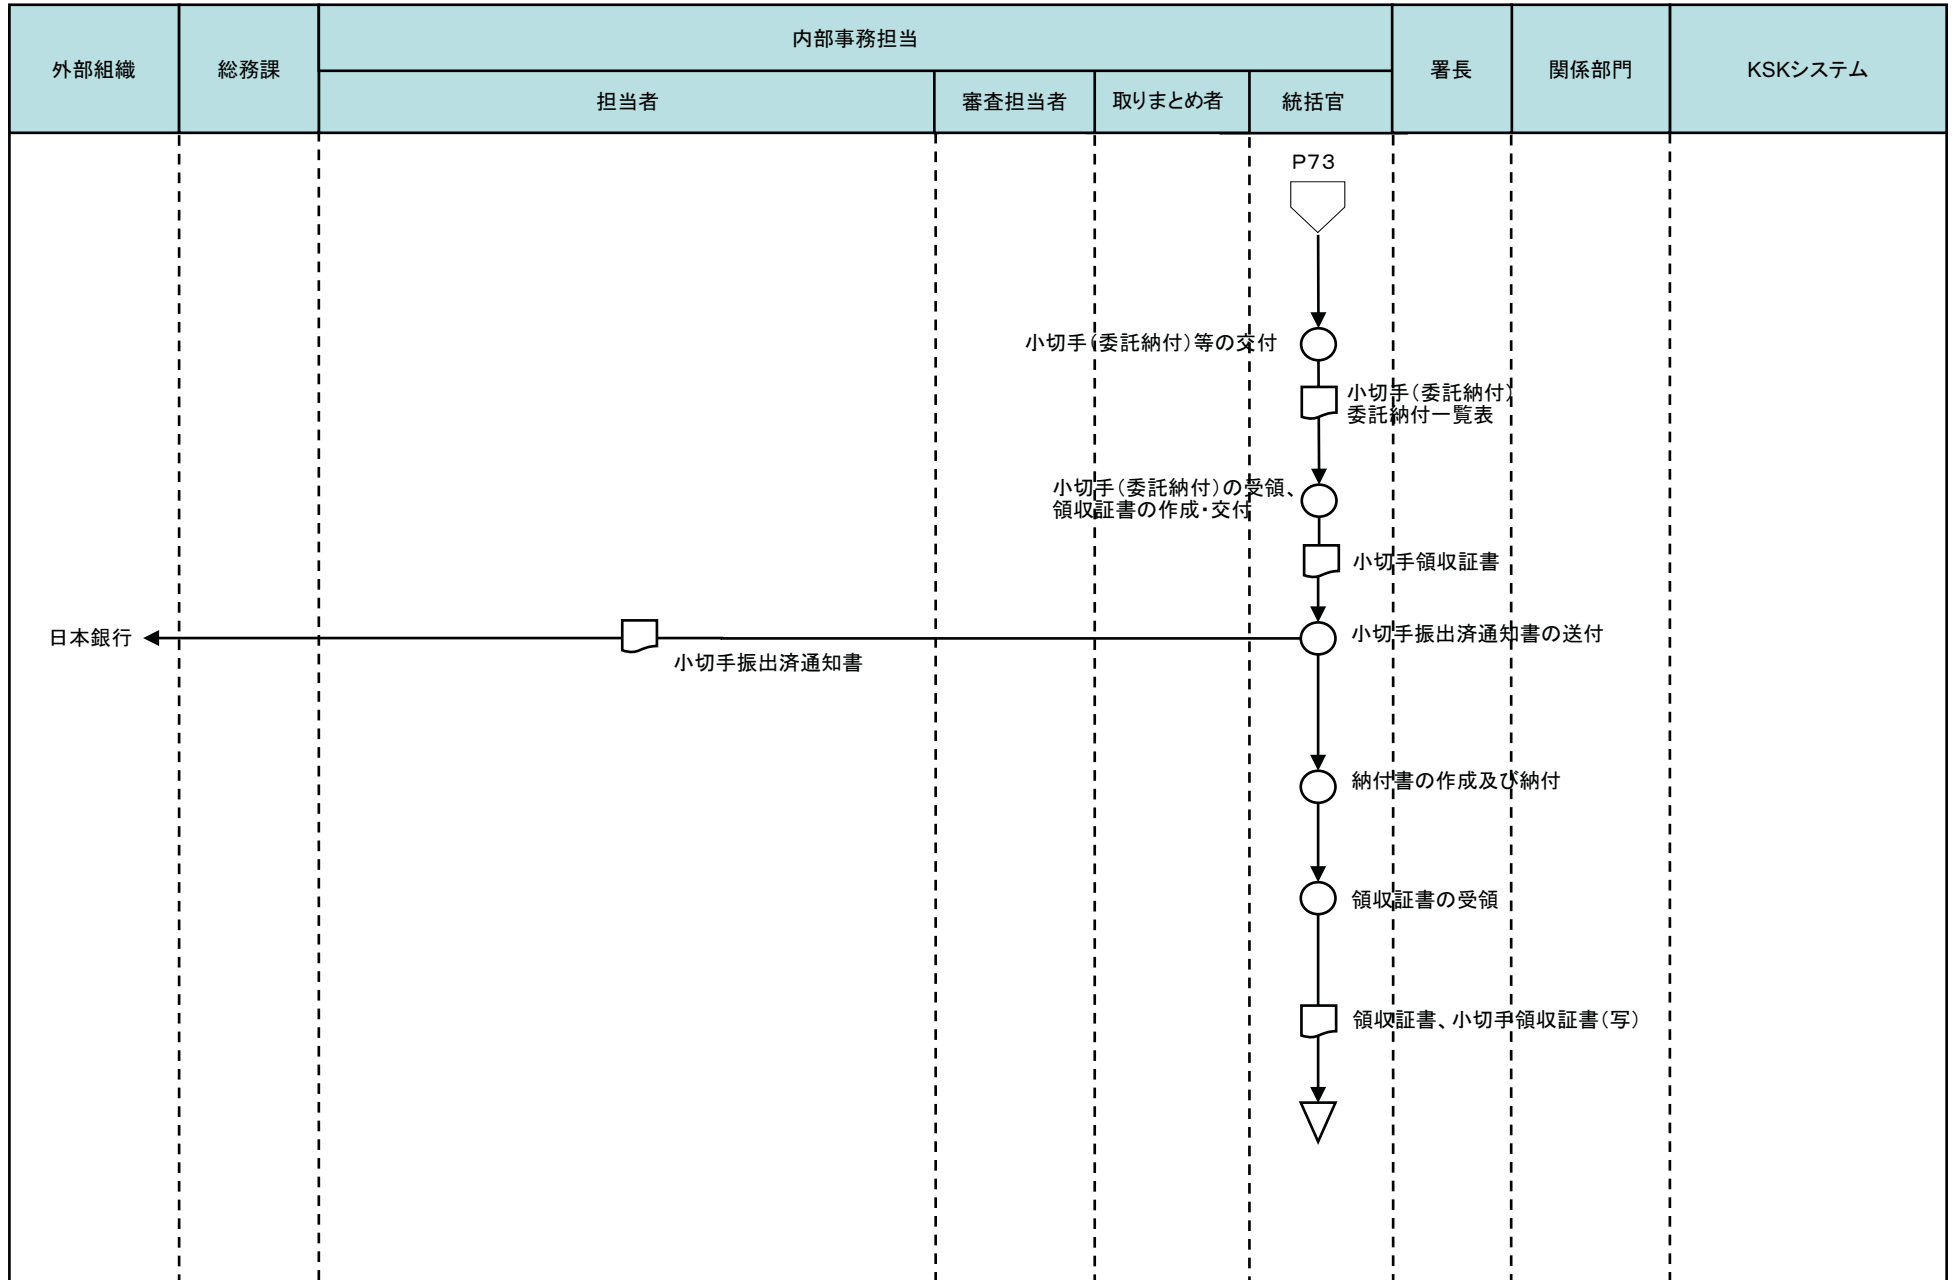 外部組織
総務課
内部事務担当
担当者
審査担当者
取りまとめ者
統括官
署長
関係部門
KSKシステム
P73
小切手(委託納付)等の交付
小切手(委託納付)
委託納付一覧表
小切手(委託納付)の受領、
領収証書の作成・交付
小切手領収証書
日本銀行
小切手振出済通知書の送付
小切手振出済通知書
納付書の作成及び納付
領収証書の受領
領収証書、小切手領収証書(写)